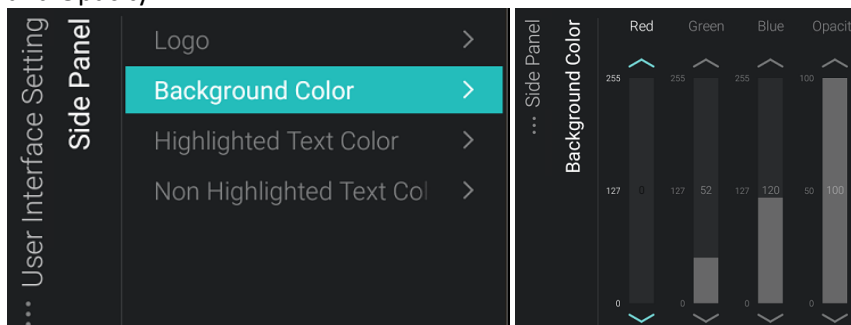 ... User Interface Setting
Side Panel
Logo
Background Color
Highlighted Text Color
Non Highlighted Text Col
... Side Panel
Background Color
Red Green Blue Opacit
255 255 255 100
127 0 127 52 127 120 50 100
0 0 0 0